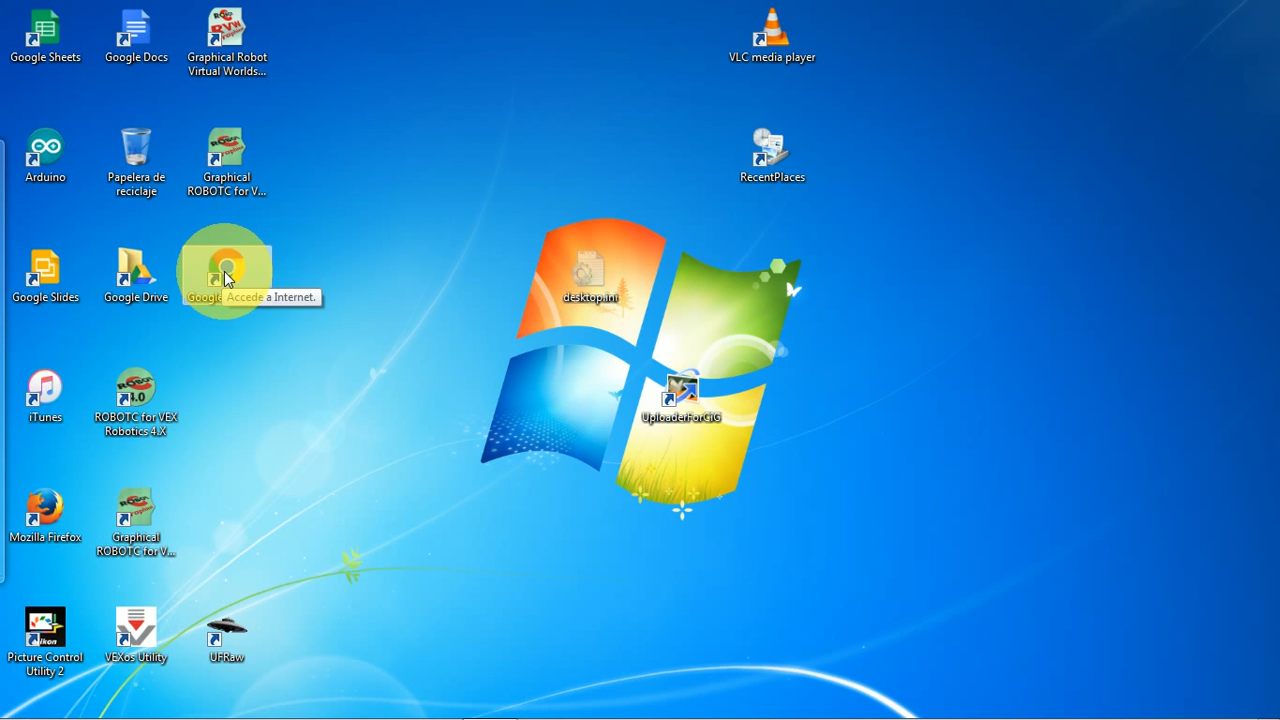 Google Sheets
Google Docs
Graphical Robot
Virtual Worlds...
VLC media player
Arduino
Papelera de
reciclaje
Graphical
ROBOTC for V...
RecentPlaces
Google Slides
Google Drive
Google
Accede a Internet.
desktop.ini
iTunes
ROBOTC for VEX
Robotics 4.X
UploaderForGiG
Mozilla Firefox
Graphical
ROBOTC for V...
Picture Control
Utility 2
VEXos Utility
UFRaw